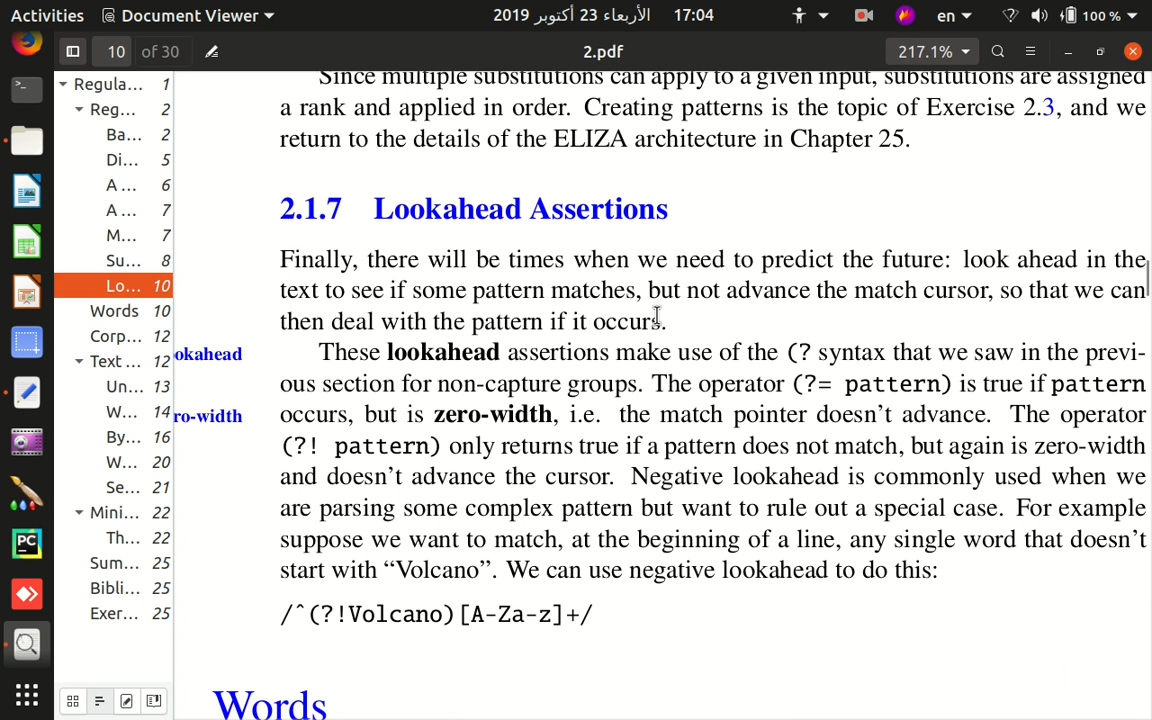 Activities Document Viewer 2019 الأربعاء 23 أكتوبر 17:04 en 100 %
10 of 30 2.pdf 217.1%
Regula... 1
Reg... 2
Ba... 2
Di... 5
A ... 6
A ... 7
M... 7
Su... 8
Lo... 10
Words 10
Corp... 12
Text ... 12
Un... 13
W... 14
By... 16
W... 20
Se... 21
Mini... 22
Th... 22
Sum... 25
Bibli... 25
Exer... 25
Since multiple substitutions can apply to a given input, substitutions are assigned
a rank and applied in order. Creating patterns is the topic of Exercise 2.3, and we
return to the details of the ELIZA architecture in Chapter 25.
2.1.7 Lookahead Assertions
Finally, there will be times when we need to predict the future: look ahead in the
text to see if some pattern matches, but not advance the match cursor, so that we can
then deal with the pattern if it occurs.
ookahead
These lookahead assertions make use of the (? syntax that we saw in the previ-
ous section for non-capture groups. The operator (?= pattern) is true if pattern
ro-width
occurs, but is zero-width, i.e. the match pointer doesn't advance. The operator
(?! pattern) only returns true if a pattern does not match, but again is zero-width
and doesn't advance the cursor. Negative lookahead is commonly used when we
are parsing some complex pattern but want to rule out a special case. For example
suppose we want to match, at the beginning of a line, any single word that doesn't
start with “Volcano”. We can use negative lookahead to do this:
/^(?!Volcano)[A-Za-z]+/
Words